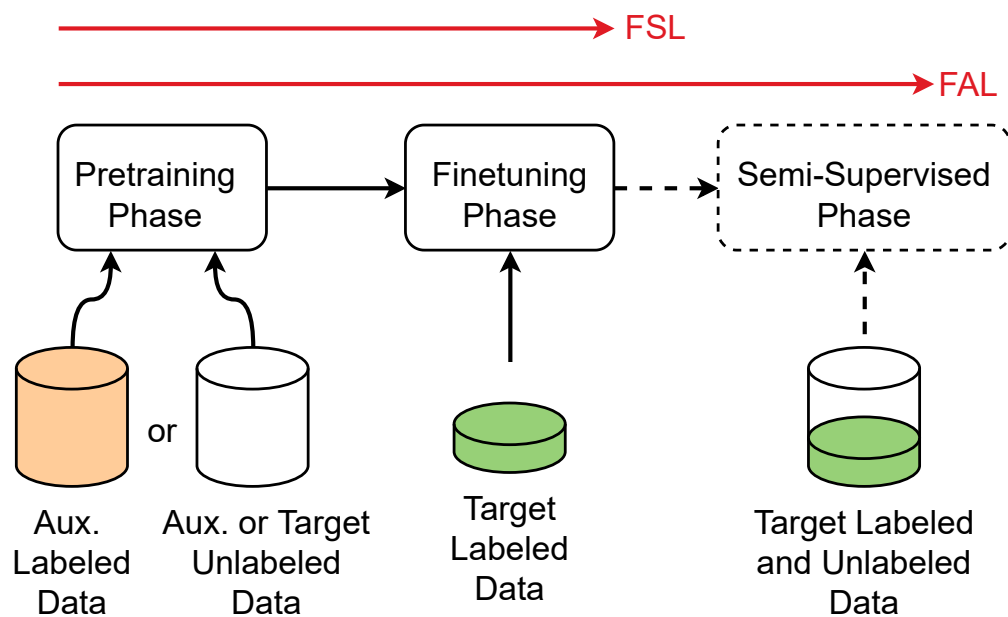 FSL
FAL
Pretraining
Phase
Finetuning
Phase
Semi-Supervised
Phase
or
Aux.
Labeled
Data
Aux. or Target
Unlabeled
Data
Target
Labeled
Data
Target Labeled
and Unlabeled
Data